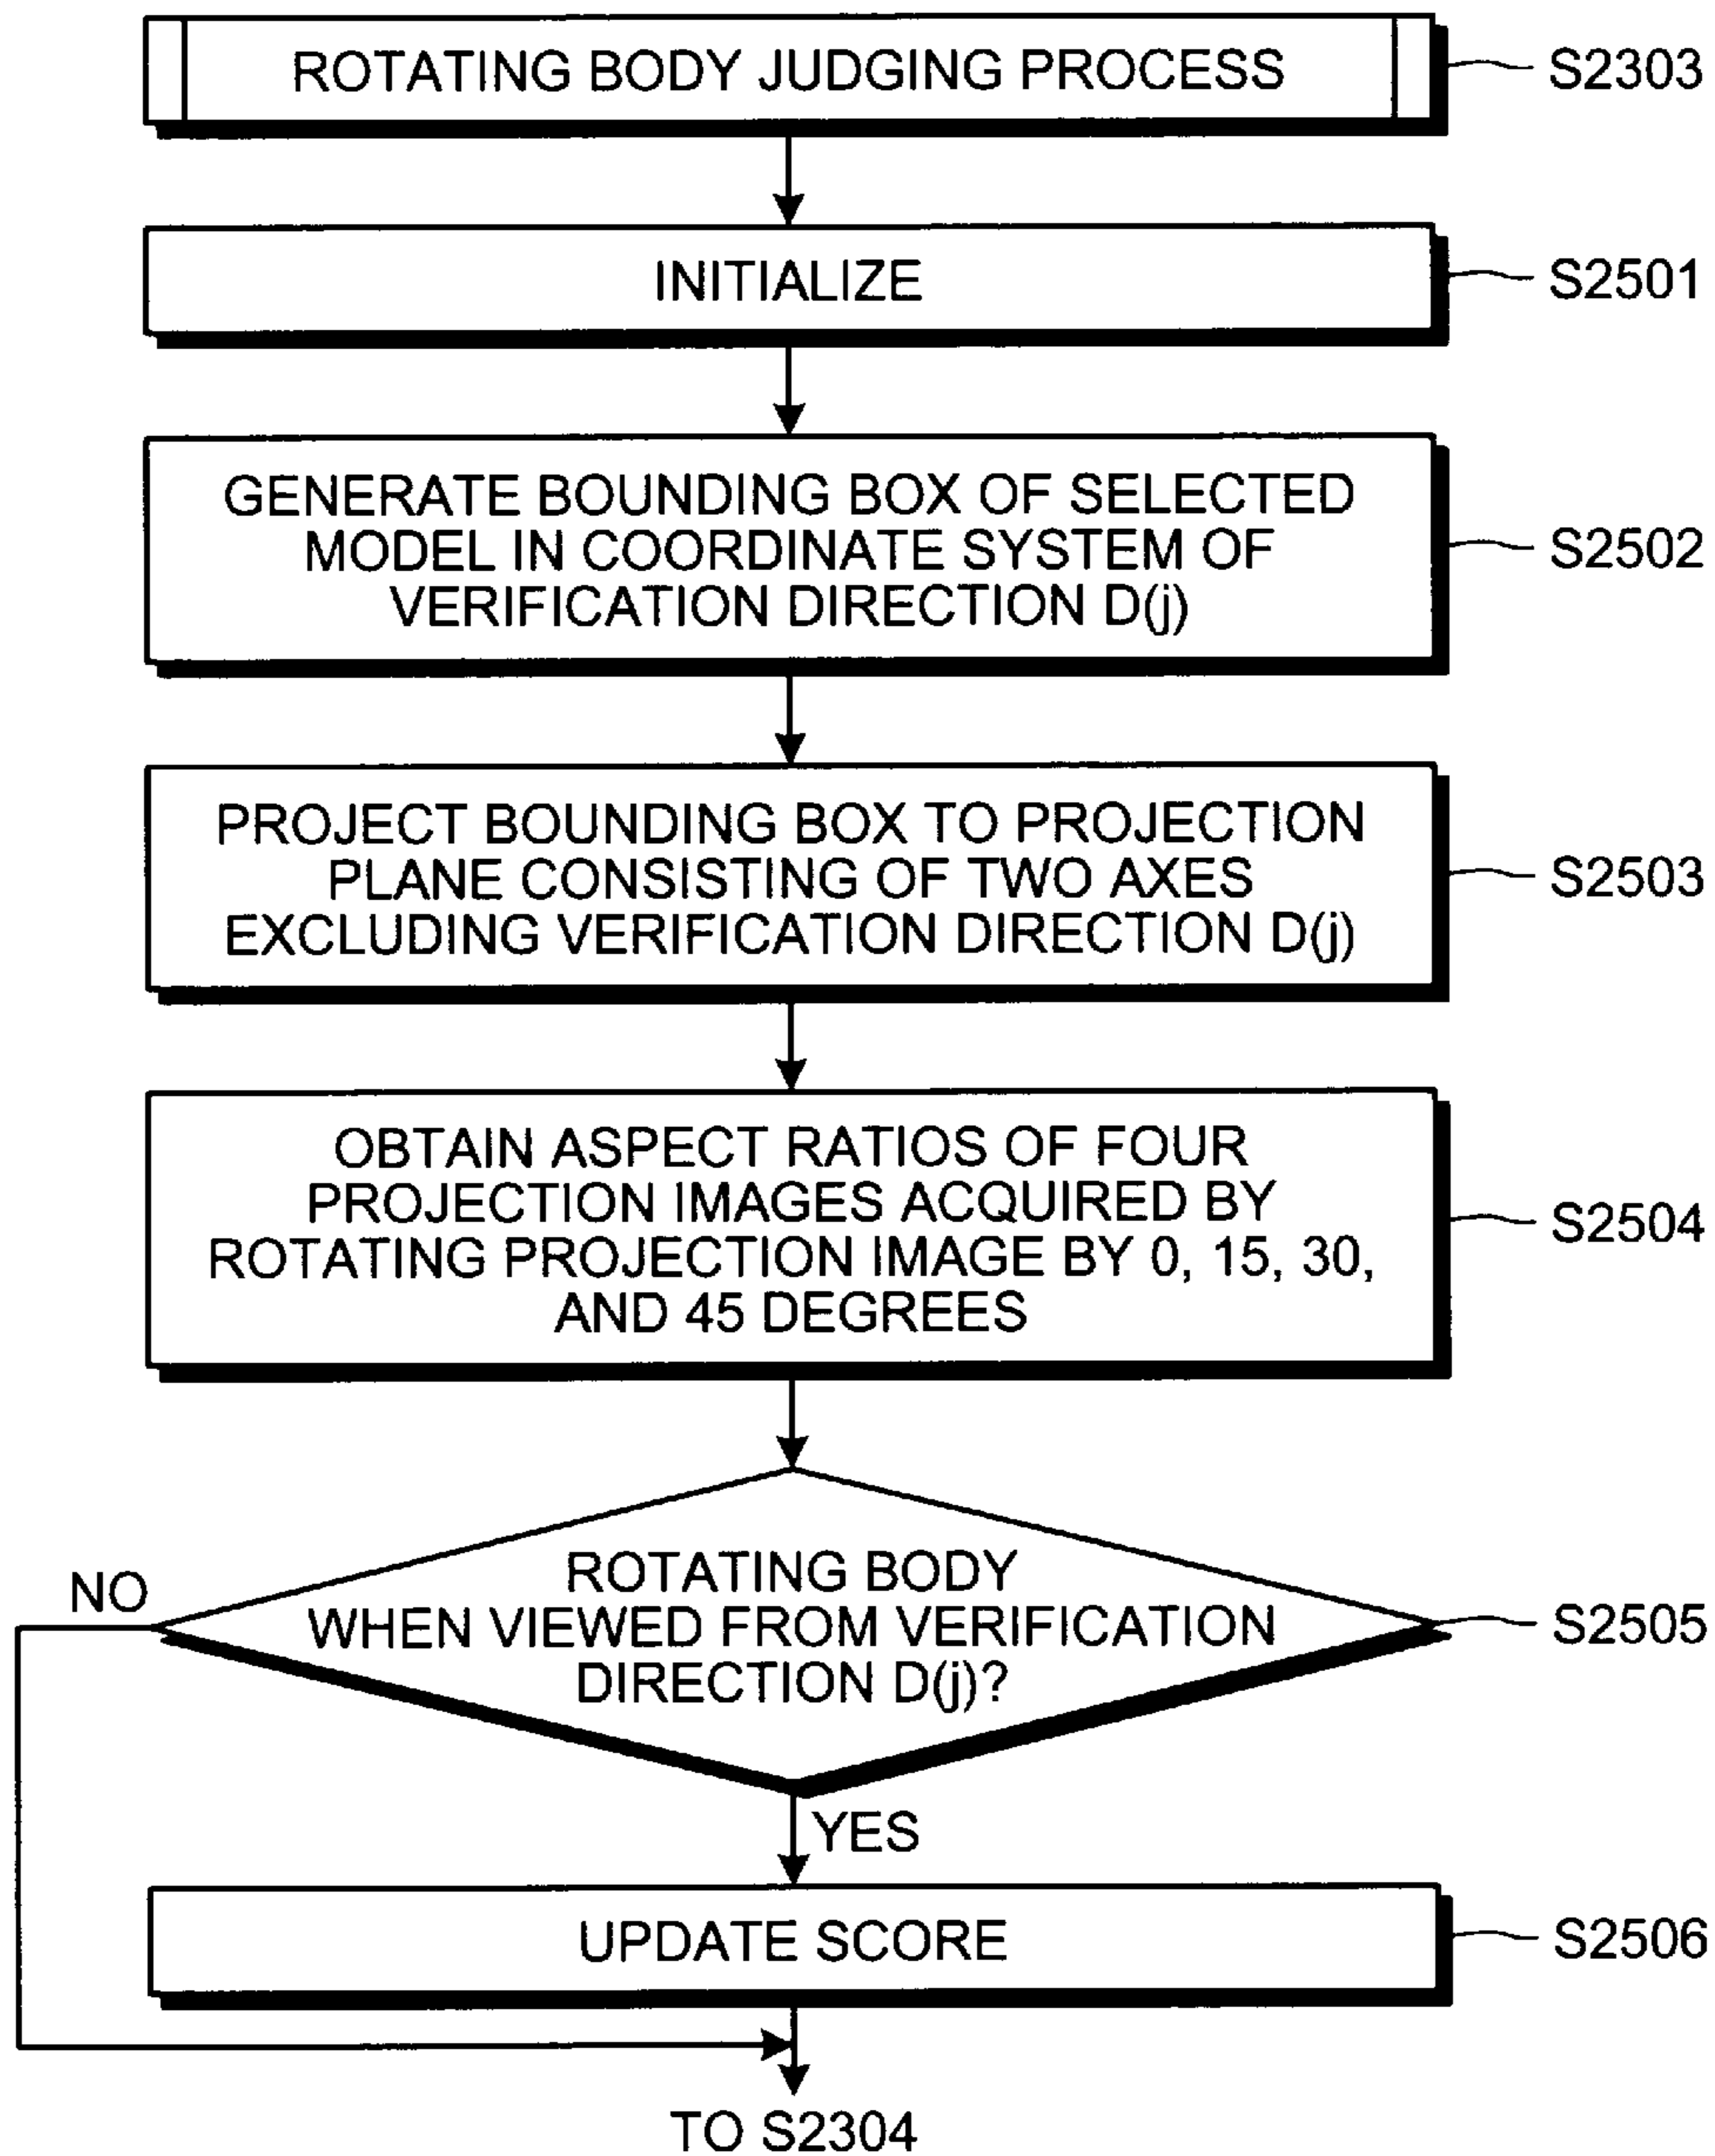 ROTATING BODY JUDGING PROCESS
S2303
INITIALIZE
S2501
GENERATE BOUNDING BOX OF SELECTED
MODEL IN COORDINATE SYSTEM OF
VERIFICATION DIRECTION D(j)
S2502
PROJECT BOUNDING BOX TO PROJECTION
PLANE CONSISTING OF TWO AXES
EXCLUDING VERIFICATION DIRECTION D(j)
S2503
OBTAIN ASPECT RATIOS OF FOUR
PROJECTION IMAGES ACQUIRED BY
ROTATING PROJECTION IMAGE BY 0, 15, 30,
AND 45 DEGREES
S2504
NO
ROTATING BODY
WHEN VIEWED FROM VERIFICATION
DIRECTION D(j)?
S2505
YES
UPDATE SCORE
S2506
TO S2304